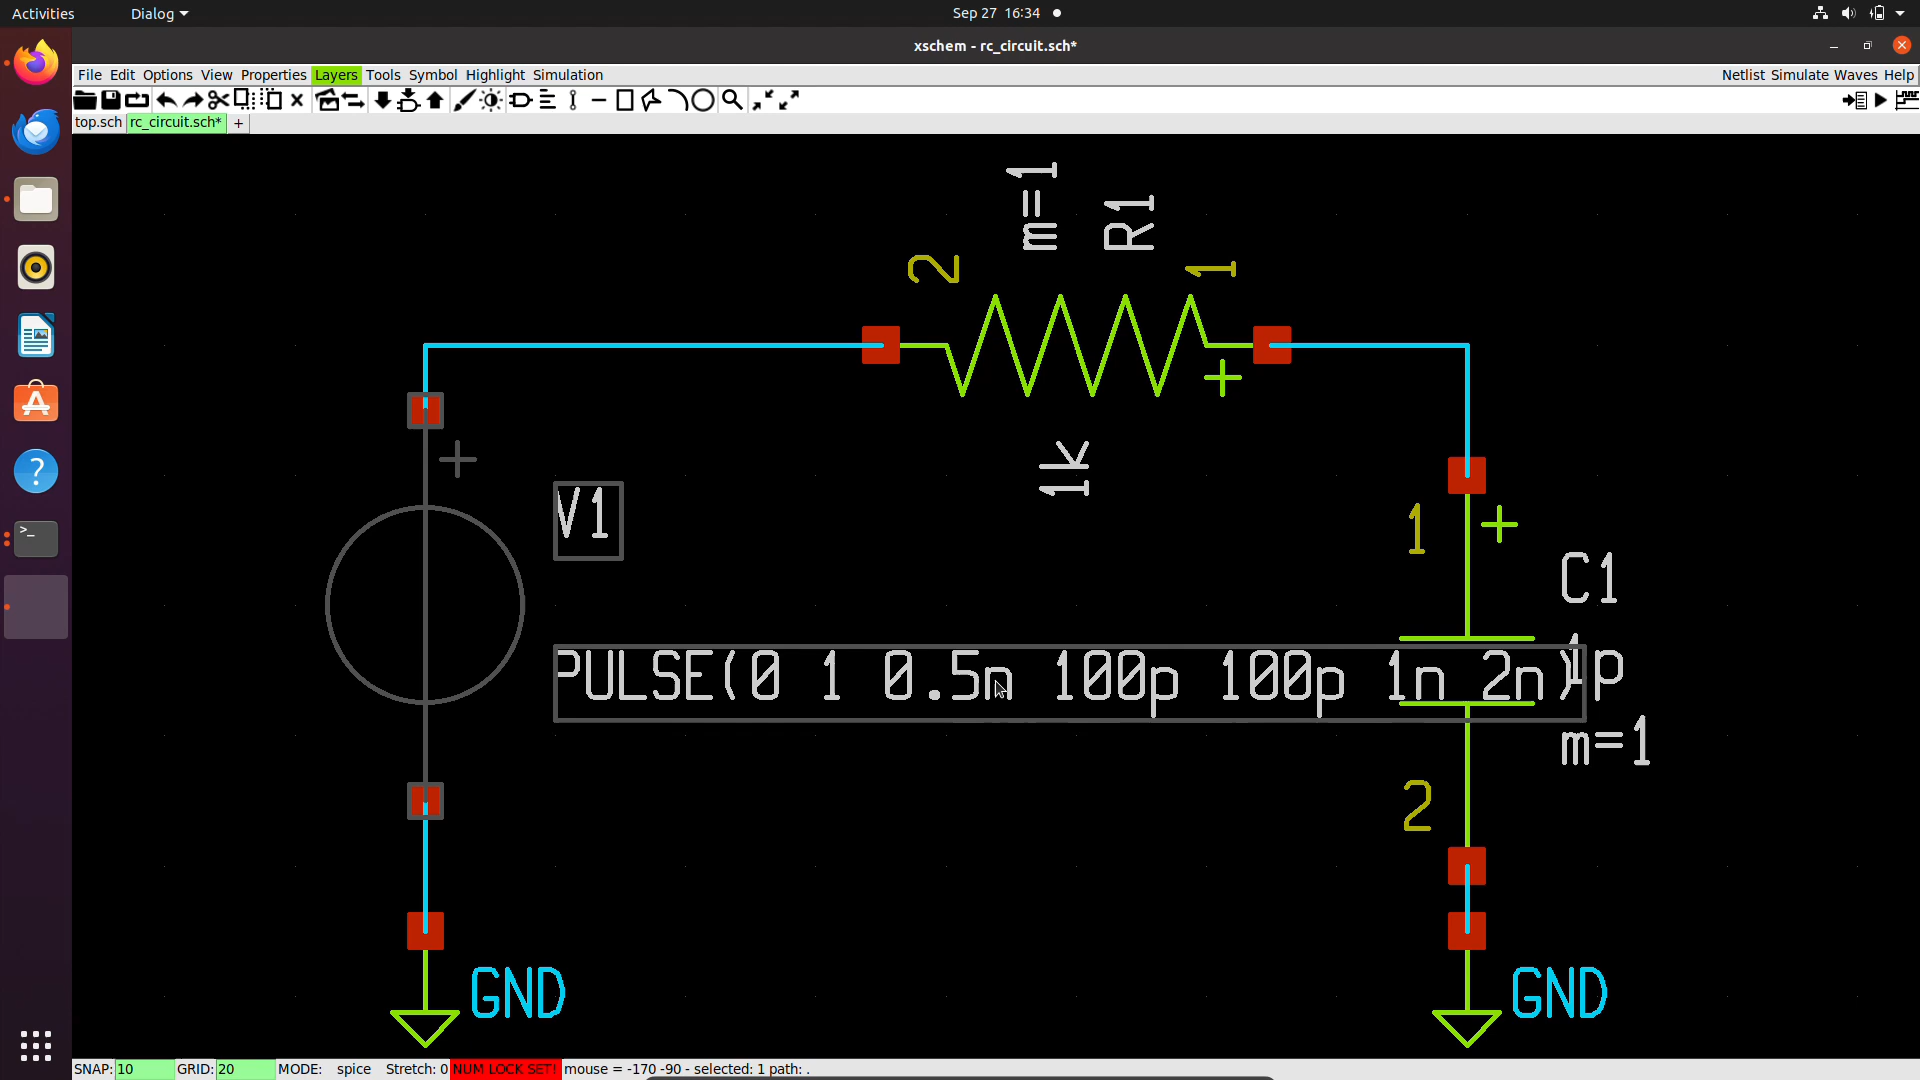 Activities Dialog Sep 27 16:34
xschem - rc_circuit.sch*
File Edit Options View Properties Layers Tools Symbol Highlight Simulation Netlist Simulate Waves Help
top.sch rc_circuit.sch* +
m=1
R1
2
1
+
1k
+
V1
1
+
C1
PULSE(0 1 0.5n 100p 100p 1n 2n)
1p
m=1
2
GND
GND
SNAP: 10 GRID: 20 MODE: spice Stretch: 0 NUM LOCK SET! mouse = -170 -90 - selected: 1 path: .